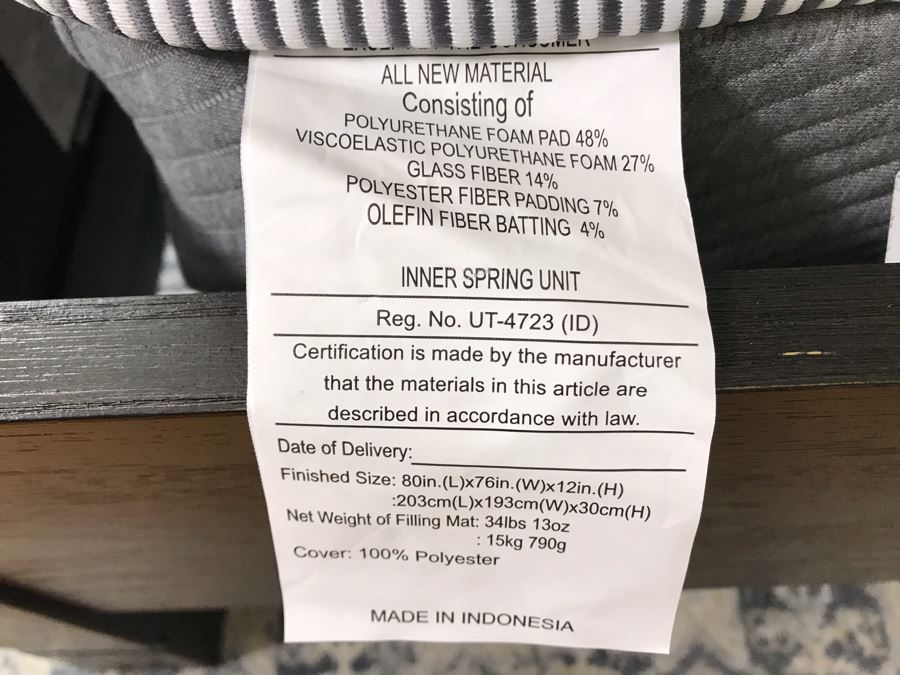 ALL NEW MATERIAL
Consisting of
POLYURETHANE FOAM PAD 48%
VISCOELASTIC POLYURETHANE FOAM 27%
GLASS FIBER 14%
POLYESTER FIBER PADDING 7%
OLEFIN FIBER BATTING 4%
INNER SPRING UNIT
Reg. No. UT-4723 (ID)
Certification is made by the manufacturer
that the materials in this article are
described in accordance with law.
Date of Delivery:
Finished Size: 80in.(L)x76in.(W)x12in.(H)
:203cm(L)x193cm(W)x30cm(H)
Net Weight of Filling Mat: 34lbs 13oz
: 15kg 790g
Cover: 100% Polyester
MADE IN INDONESIA